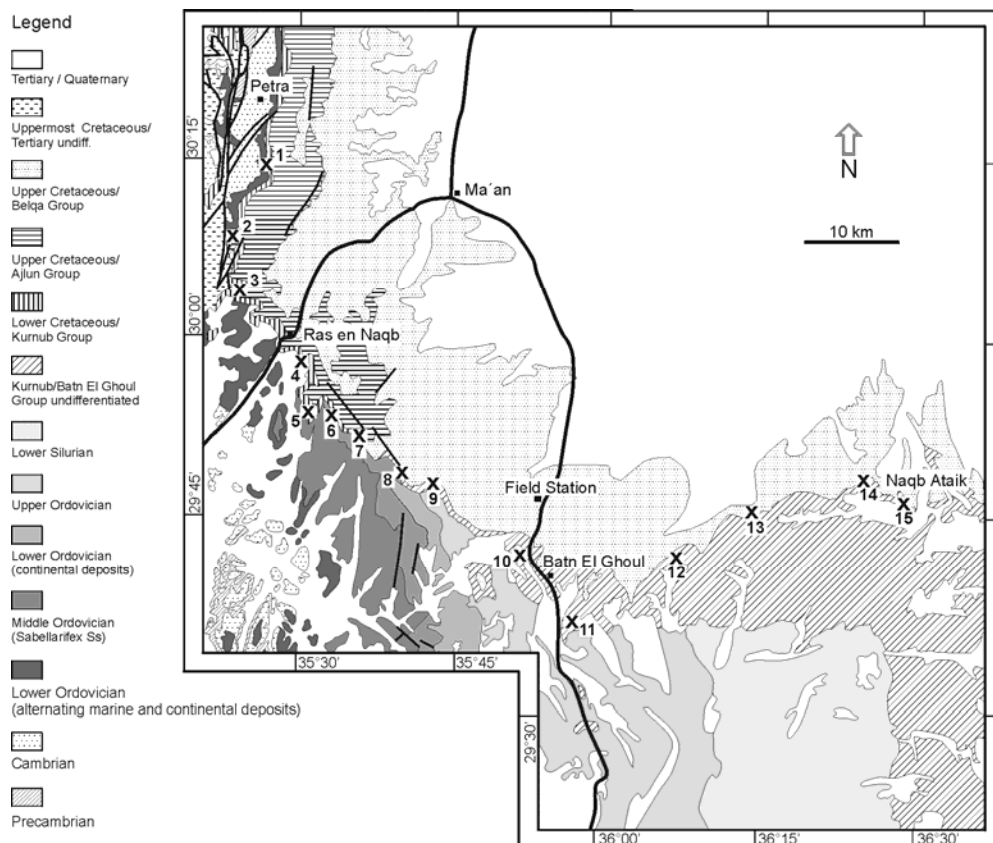 Legend
Tertiary / Quaternary
Uppermost Cretaceous/
Tertiary undiff.
Upper Cretaceous/
Belqa Group
Upper Cretaceous/
Ajlun Group
Lower Cretaceous/
Kurnub Group
Kurnub/Batn El Ghoul
Group undifferentiated
Lower Silurian
Upper Ordovician
Lower Ordovician
(continental deposits)
Middle Ordovician
(Sabellarifex Ss)
Lower Ordovician
(alternating marine and continental deposits)
Cambrian
Precambrian
Petra
1
30°15'
Ma´an
N
2
10 km
3
30°00'
Ras en Naqb
4
5
6
7
8
9
29°45'
Field Station
14
Naqb Ataik
15
13
10
Batn El Ghoul
12
11
35°30'
35°45'
29°30'
36°00'
36°15'
36°30'